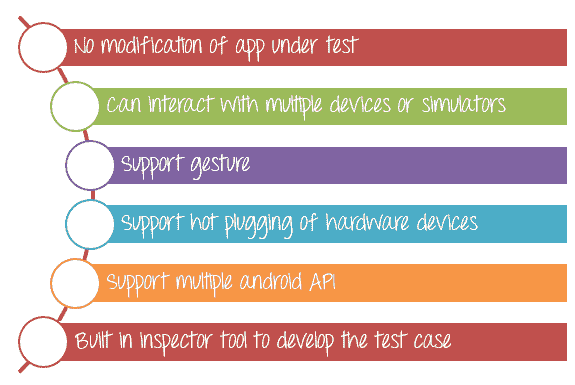 No modification of app under test
Can interact with multiple devices or simulators
Support gesture
Support hot plugging of hardware devices
Support multiple android API
Built in inspector tool to develop the test case